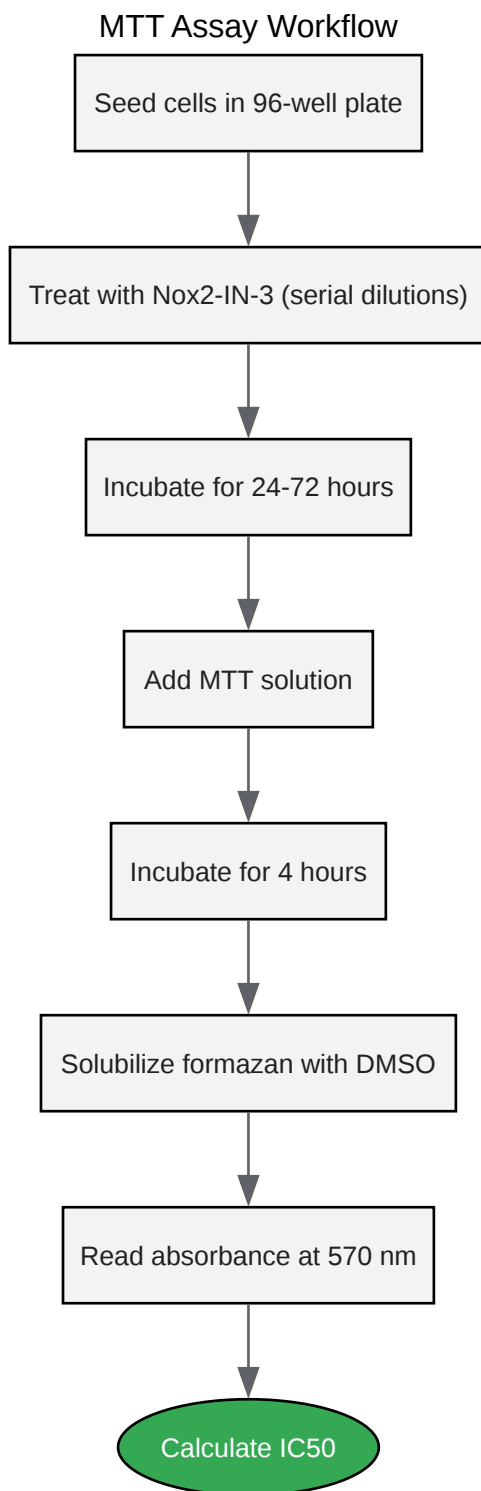 MTT Assay Workflow
Seed cells in 96-well plate
Treat with Nox2-IN-3 (serial dilutions)
Incubate for 24-72 hours
Add MTT solution
Incubate for 4 hours
Solubilize formazan with DMSO
Read absorbance at 570 nm
Calculate IC50